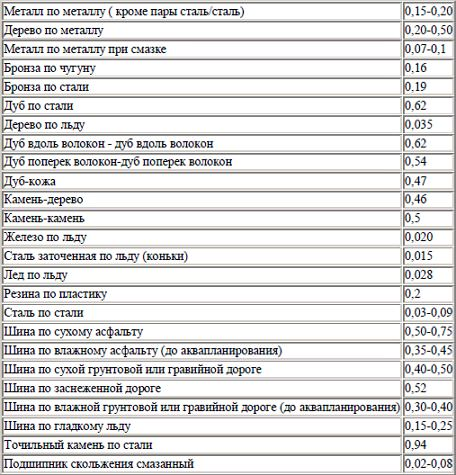 Металл по металлу ( кроме пары сталь/сталь) 0,15-0,20
Дерево по металлу 0,20-0,50
Металл по металлу при смазке 0,07-0,1
Бронза по чугуну 0,16
Бронза по стали 0,19
Дуб по стали 0,62
Дерево по льду 0,035
Дуб вдоль волокон - дуб вдоль волокон 0,62
Дуб поперек волокон-дуб поперек волокон 0,54
Дуб-кожа 0,47
Камень-дерево 0,46
Камень-камень 0,5
Железо по льду 0,020
Сталь заточенная по льду (коньки) 0,015
Лед по льду 0,028
Резина по пластику 0,2
Сталь по стали 0,03-0,09
Шина по сухому асфальту 0,50-0,75
Шина по влажному асфальту (до аквапланирования) 0,35-0,45
Шина по сухой грунтовой или гравийной дороге 0,40-0,50
Шина по заснеженной дороге 0,52
Шина по влажной грунтовой или гравийной дороге (до аквапланирования) 0,30-0,40
Шина по гладкому льду 0,15-0,25
Точильный камень по стали 0,94
Подшипник скольжения смазанный 0,02-0,08